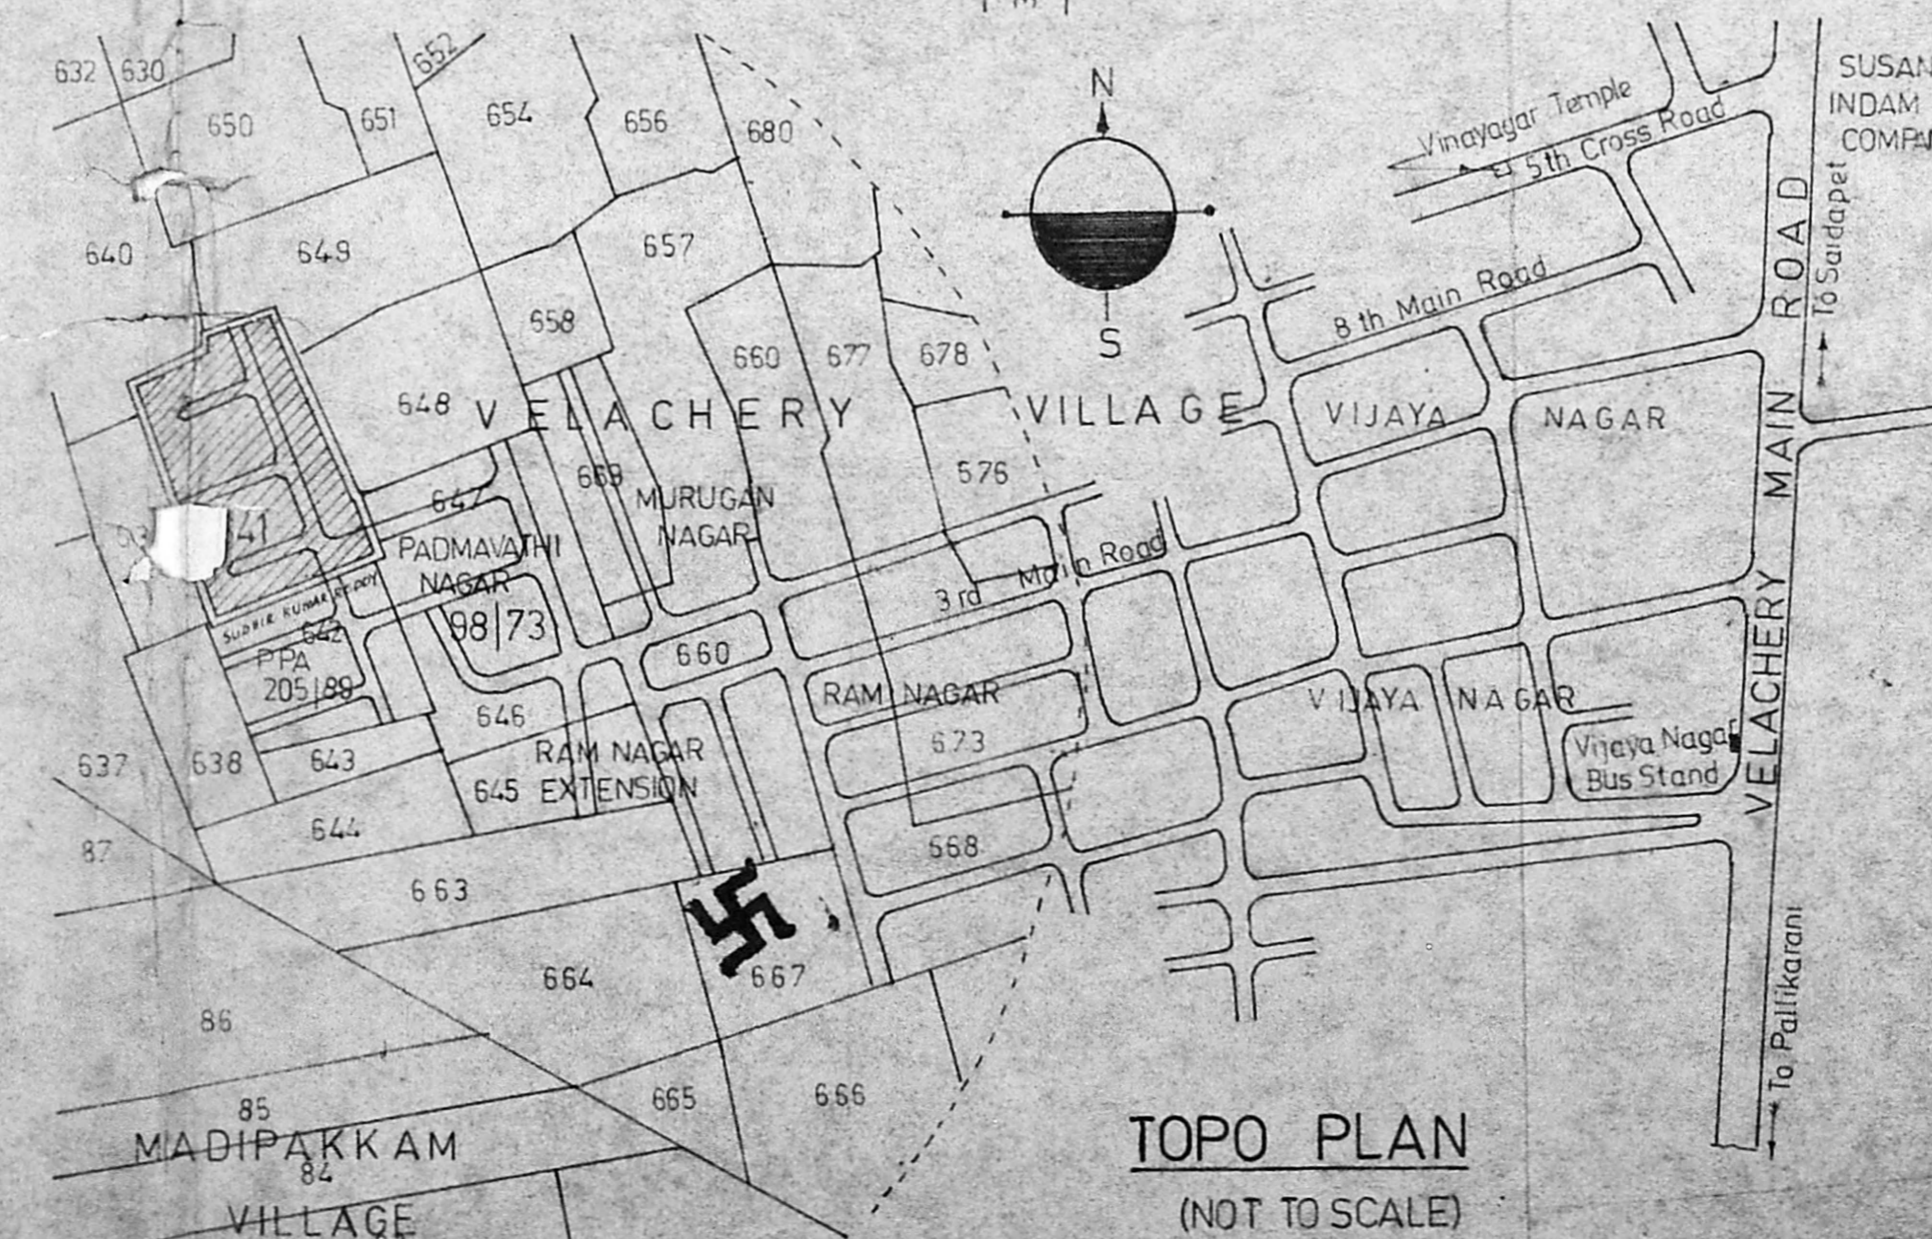 N
SUSAN
INDAM
COMPA
632
630
652
650
651
654
656
680
Vinayagar Temple
5th Cross Road
640
649
657
To Saidapet
8 th Main Road
S
658
660
677
678
648
VELACHERY VILLAGE
VIJAYA NAGAR
VELACHERY MAIN ROAD
669
576
647
MURUGAN
NAGAR
41
PADMAVATHI
NAGAR
98/73
3 rd Main Road
SUDHIR KUMAR REDDY
642
PPA
205/89
660
RAM NAGAR
VIJAYA NAGAR
646
673
637
638
643
RAM NAGAR
EXTENSION
645
Vijaya Nagar
Bus Stand
644
87
668
663
664
667
To Pallikarani
86
665
666
85
MADIPAKKAM
84
VILLAGE
TOPO PLAN
(NOT TO SCALE)